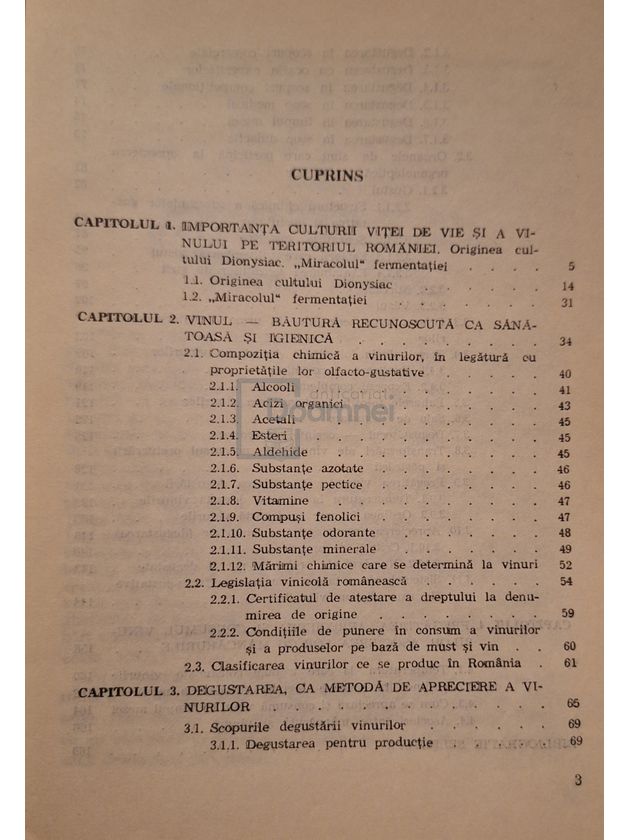 CUPRINS
CAPITOLUL 1. IMPORTANȚA CULTURII VIȚEI DE VIE ȘI A VI-
NULUI PE TERITORIUL ROMÂNIEI. Originea cul-
tului Dionysiac. „Miracolul“ fermentației . . . . 5
1.1. Originea cultului Dionysiac . . . . . 14
1.2. „Miracolul“ fermentației . . . . . . 31
CAPITOLUL 2. VINUL — BĂUTURĂ RECUNOSCUTĂ CA SĂNĂ-
TOASĂ ȘI IGIENICĂ . . . . . . . . 34
2.1. Compoziția chimică a vinurilor, în legătură cu
proprietățile lor olfacto-gustative . . . . . 40
2.1.1. Alcooli . . . . . . . . . 41
2.1.2. Acizi organici . . . . . . . . 43
2.1.3. Acetali . . . . . . . . . 45
2.1.4. Esteri . . . . . . . . . 45
2.1.5. Aldehide . . . . . . . . . 45
2.1.6. Substanțe azotate . . . . . . . 46
2.1.7. Substanțe pectice . . . . . . . 46
2.1.8. Vitamine . . . . . . . . . 47
2.1.9. Compuși fenolici . . . . . . . 47
2.1.10. Substanțe odorante . . . . . . 48
2.1.11. Substanțe minerale . . . . . . 49
2.1.12. Mărimi chimice care se determină la vinuri 52
2.2. Legislația vinicolă românească . . . . . 54
2.2.1. Certificatul de atestare a dreptului la denu-
mirea de origine . . . . . . . 59
2.2.2. Condițiile de punere în consum a vinurilor
și a produselor pe bază de must și vin . . 60
2.3. Clasificarea vinurilor ce se produc în România . 61
CAPITOLUL 3. DEGUSTAREA, CA METODĂ DE APRECIERE A VI-
NURILOR . . . . . . . . . . . 65
3.1. Scopurile degustării vinurilor . . . . . 69
3.1.1. Degustarea pentru producție . . . . . 69
3